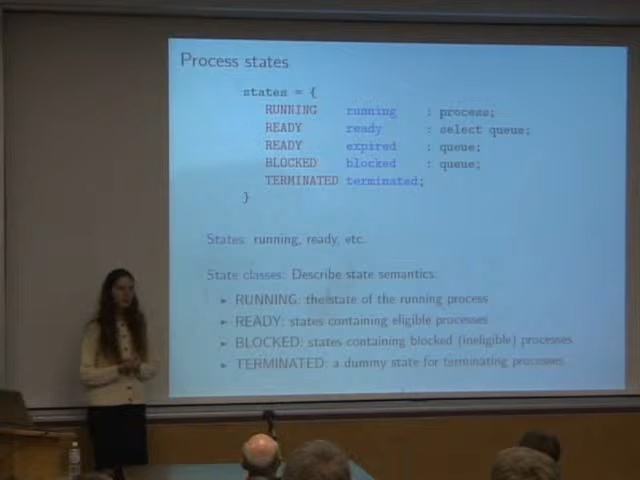 Process states
states = {
RUNNING running : process;
READY ready : select queue;
READY expired : queue;
BLOCKED blocked : queue;
TERMINATED terminated;
}
States: running, ready, etc.
State classes: Describe state semantics:
► RUNNING: the state of the running process
► READY: states containing eligible processes
► BLOCKED: states containing blocked (ineligible) processes
► TERMINATED: a dummy state for terminating processes